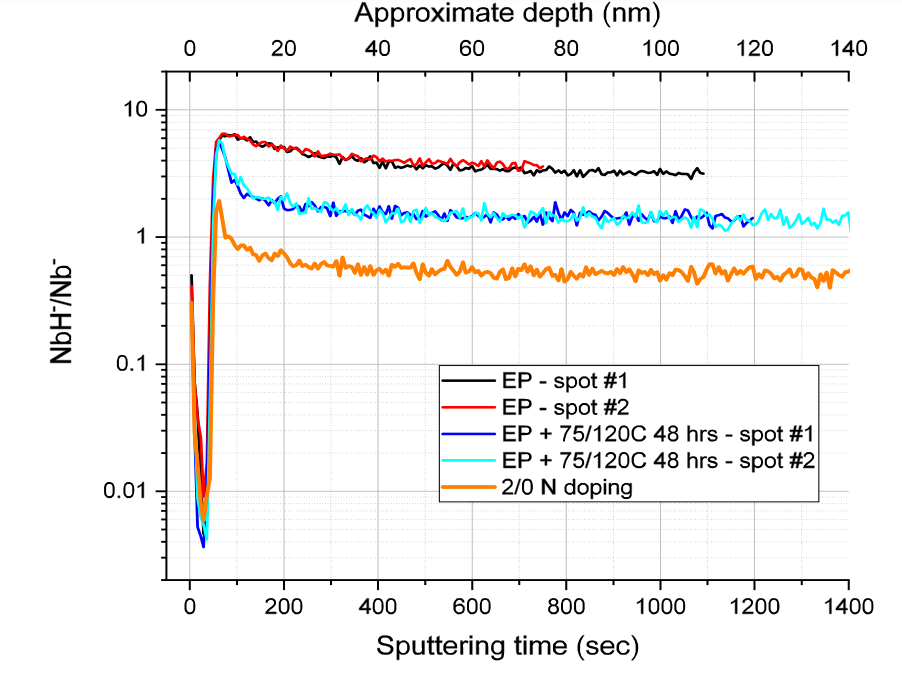 Approximate depth (nm)
0 20 40 60 80 100 120 140
10
1
0.1
0.01
NbH⁻/Nb⁻
EP - spot #1
EP - spot #2
EP + 75/120C 48 hrs - spot #1
EP + 75/120C 48 hrs - spot #2
2/0 N doping
0 200 400 600 800 1000 1200 1400
Sputtering time (sec)